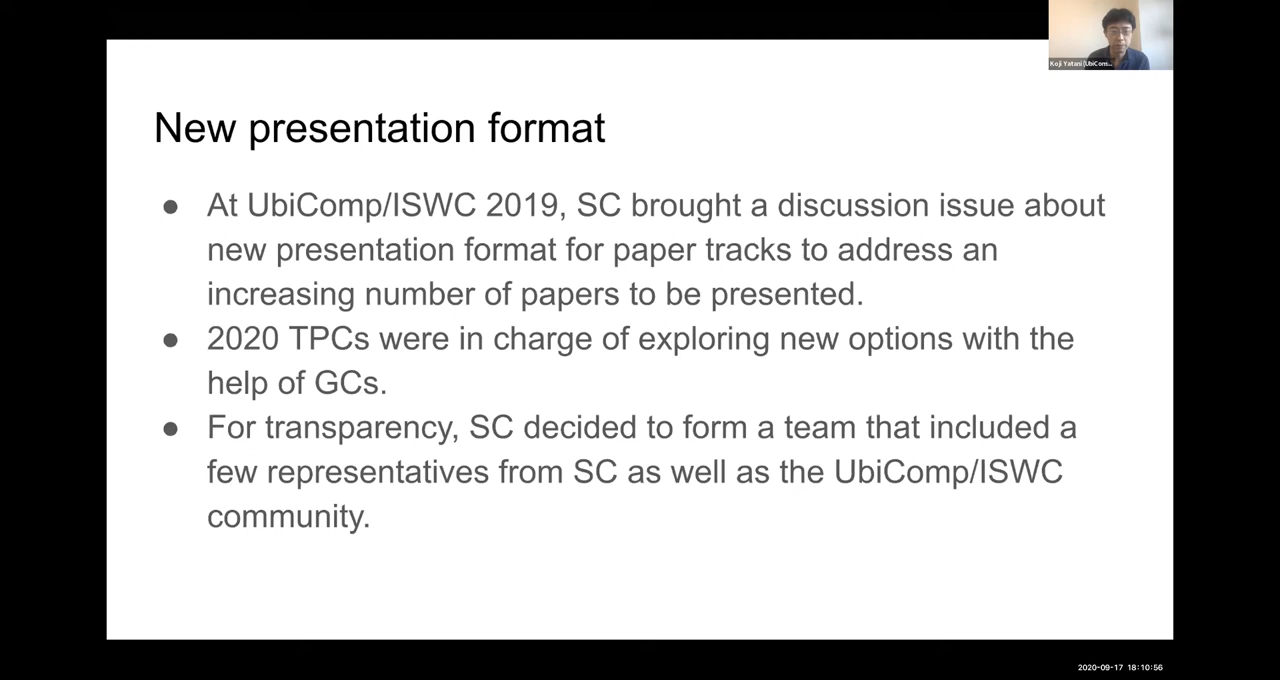 Koji Yatani (UbiCom...
New presentation format
● At UbiComp/ISWC 2019, SC brought a discussion issue about
new presentation format for paper tracks to address an
increasing number of papers to be presented.
● 2020 TPCs were in charge of exploring new options with the
help of GCs.
● For transparency, SC decided to form a team that included a
few representatives from SC as well as the UbiComp/ISWC
community.
2020-09-17 18:10:56